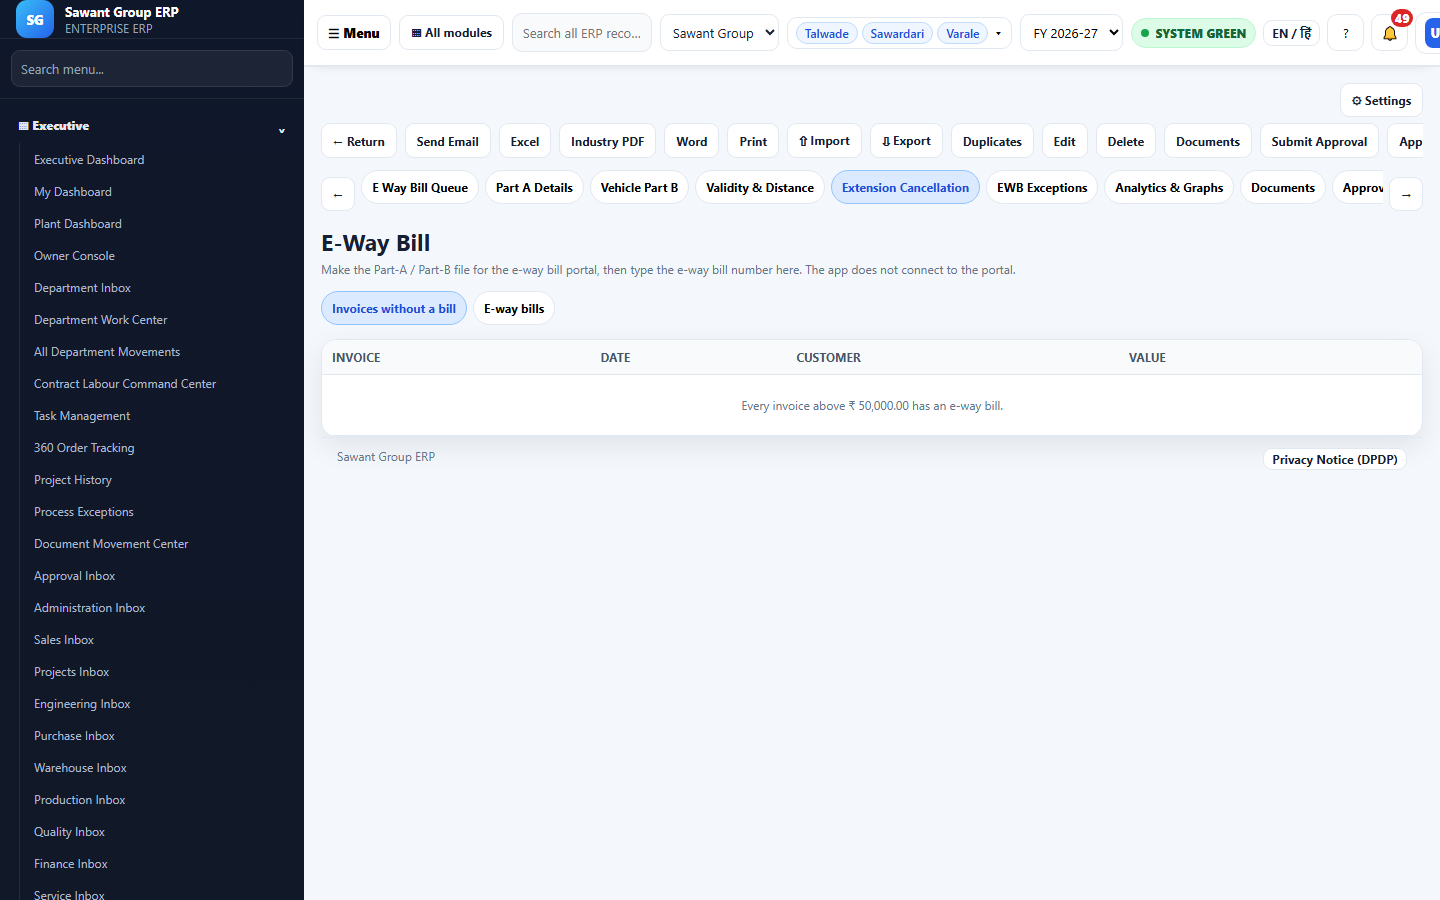 SG
Sawant Group ERP
ENTERPRISE ERP
☰ Menu
All modules
Search all ERP reco...
Sawant Group
Talwade
Sawardari
Varale
FY 2026-27
SYSTEM GREEN
EN / हिं
?
49
U
Search menu...
Executive
Executive Dashboard
My Dashboard
Plant Dashboard
Owner Console
Department Inbox
Department Work Center
All Department Movements
Contract Labour Command Center
Task Management
360 Order Tracking
Project History
Process Exceptions
Document Movement Center
Approval Inbox
Administration Inbox
Sales Inbox
Projects Inbox
Engineering Inbox
Purchase Inbox
Warehouse Inbox
Production Inbox
Quality Inbox
Finance Inbox
Service Inbox
⚙ Settings
← Return
Send Email
Excel
Industry PDF
Word
Print
⇧ Import
⇩ Export
Duplicates
Edit
Delete
Documents
Submit Approval
App
←
E Way Bill Queue
Part A Details
Vehicle Part B
Validity & Distance
Extension Cancellation
EWB Exceptions
Analytics & Graphs
Documents
Approv
→
E-Way Bill
Make the Part-A / Part-B file for the e-way bill portal, then type the e-way bill number here. The app does not connect to the portal.
Invoices without a bill
E-way bills
INVOICE DATE CUSTOMER VALUE
Every invoice above ₹ 50,000.00 has an e-way bill.
Sawant Group ERP
Privacy Notice (DPDP)